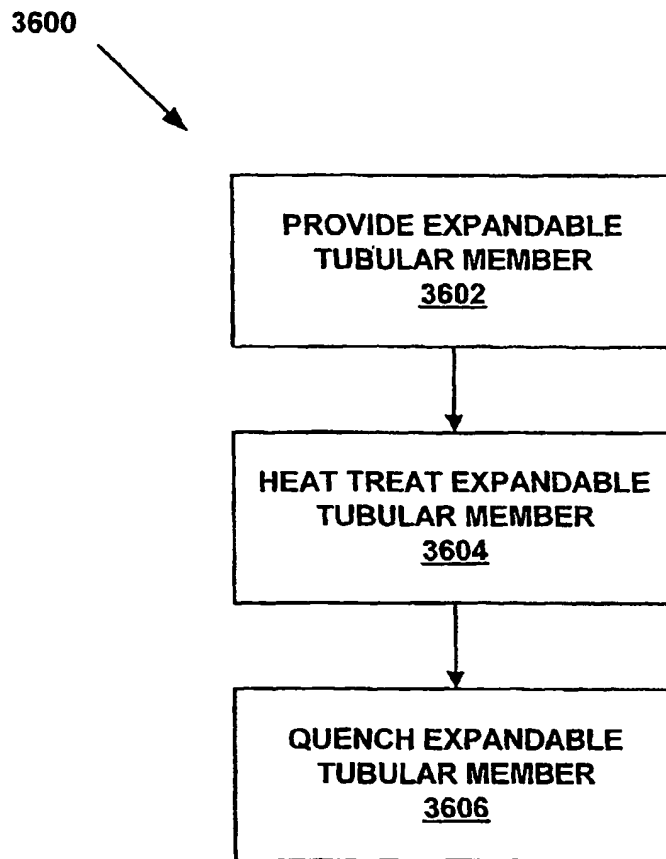 3600
PROVIDE EXPANDABLE
TUBULAR MEMBER
3602
HEAT TREAT EXPANDABLE
TUBULAR MEMBER
3604
QUENCH EXPANDABLE
TUBULAR MEMBER
3606